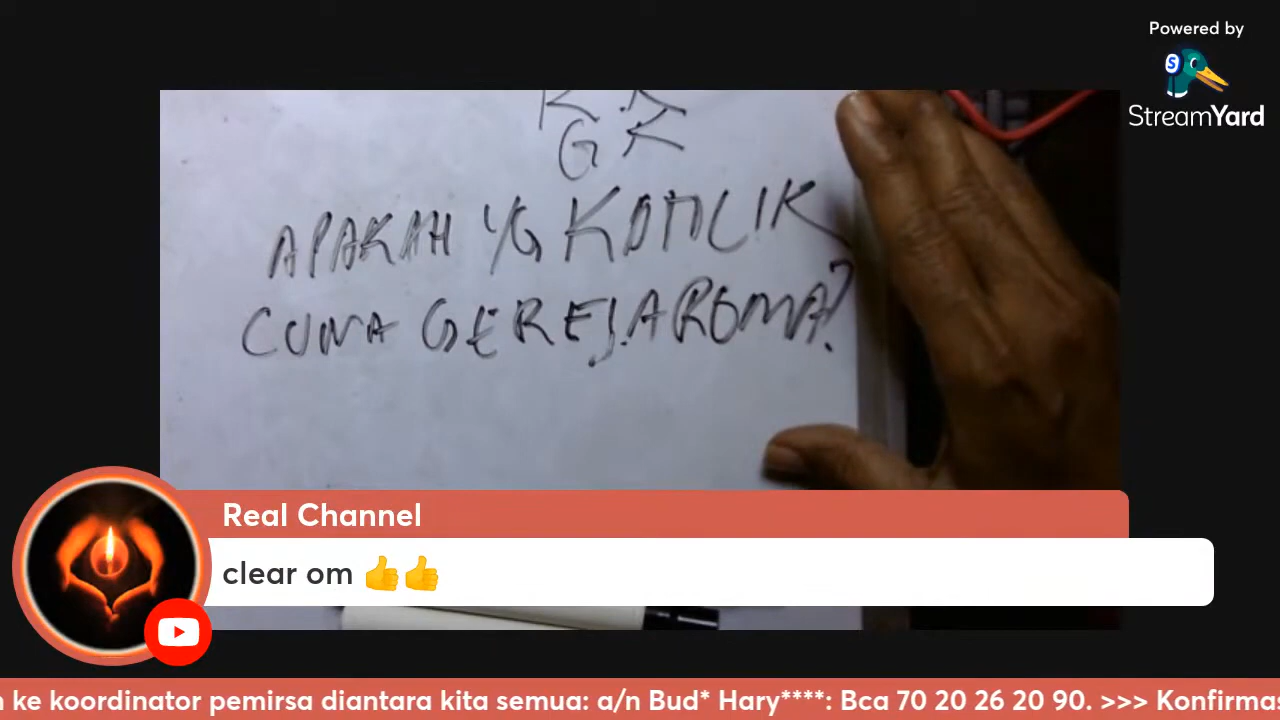 Powered by
StreamYard
G K
APAKAH YG KATOLIK
CUMA GEREJA ROMA?
Real Channel
clear om 👍👍
ke koordinator pemirsa diantara kita semua: a/n Bud* Hary****: Bca 70 20 26 20 90. >>> Konfirmas